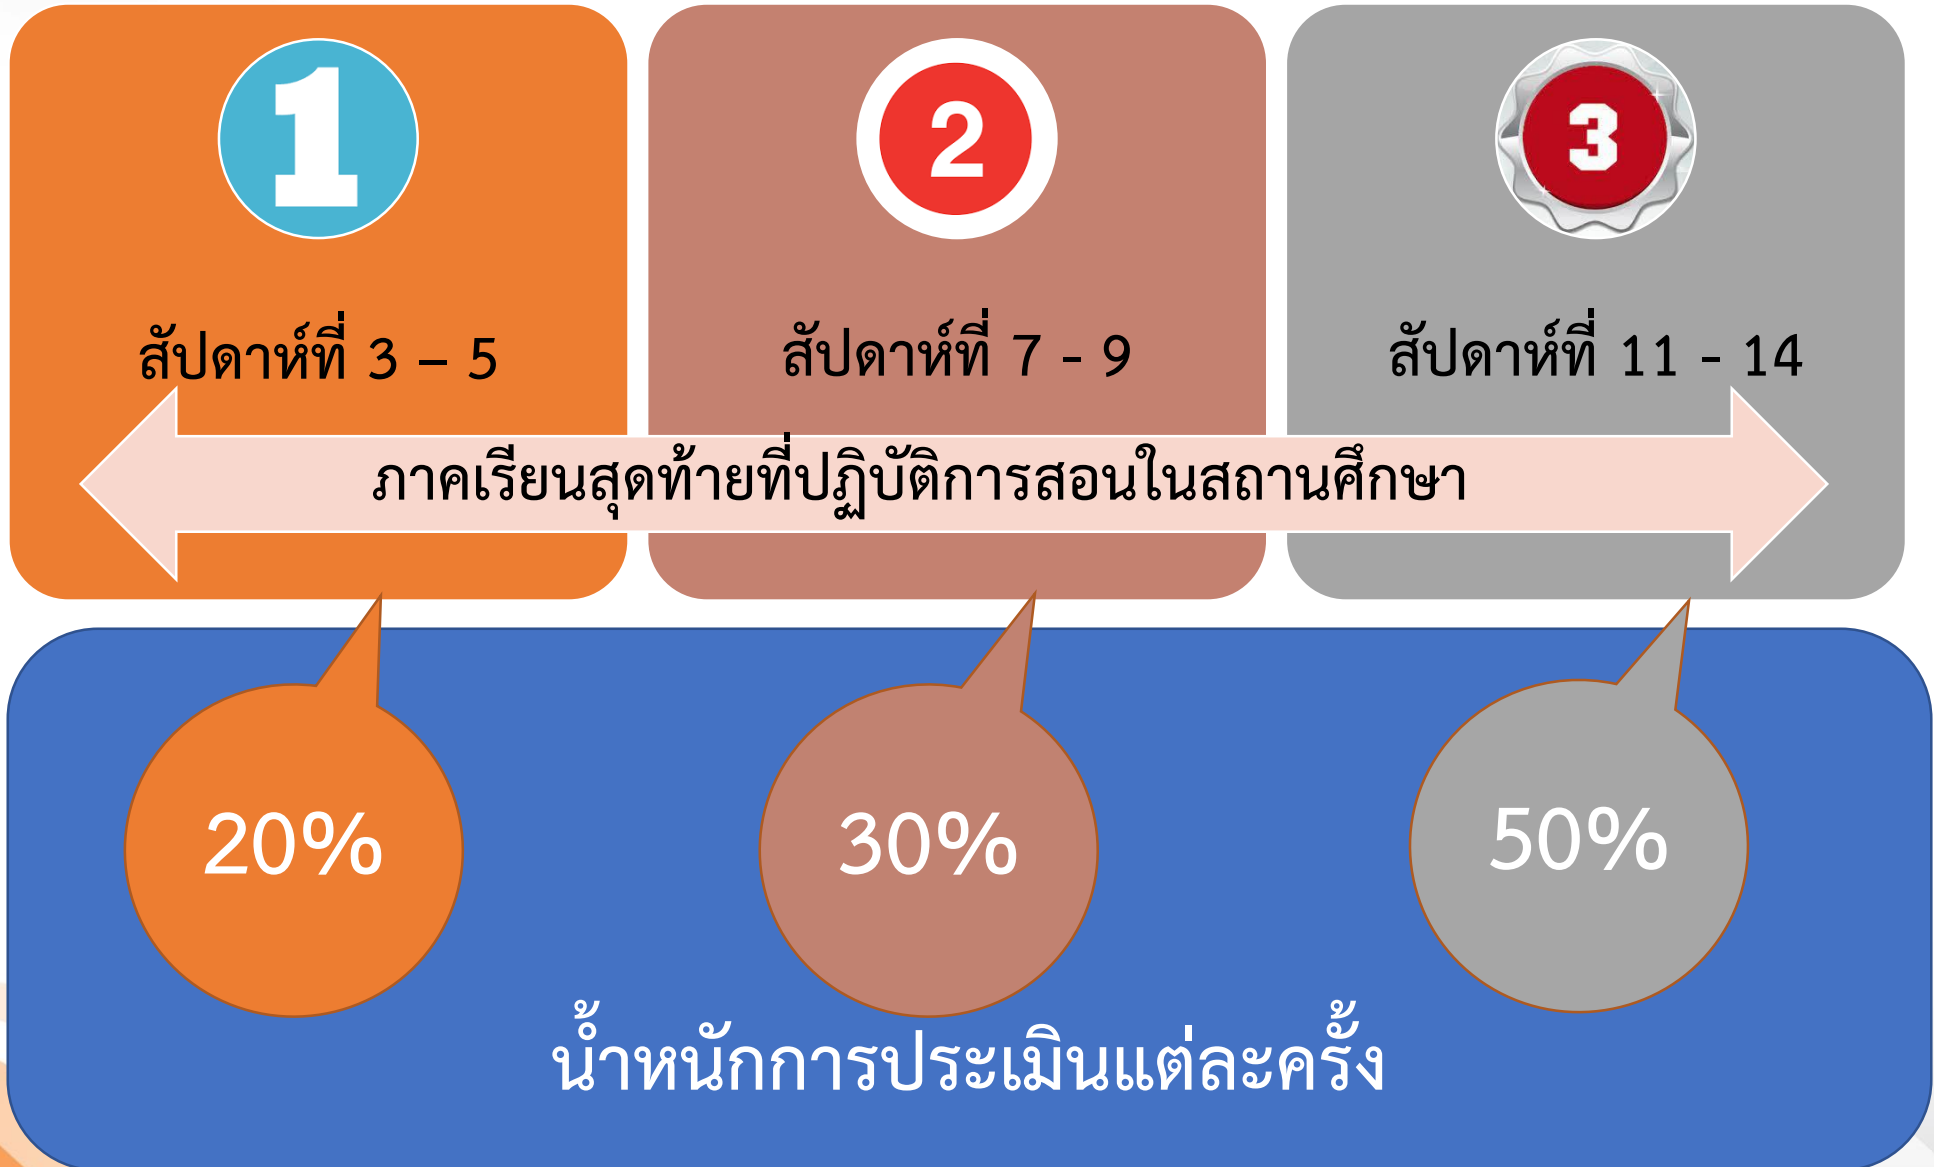 1
2
3
สัปดาห์ที่ 3 – 5
สัปดาห์ที่ 7 - 9
สัปดาห์ที่ 11 - 14
ภาคเรียนสุดท้ายที่ปฏิบัติการสอนในสถานศึกษา
20%
30%
50%
น้ำหนักการประเมินแต่ละครั้ง